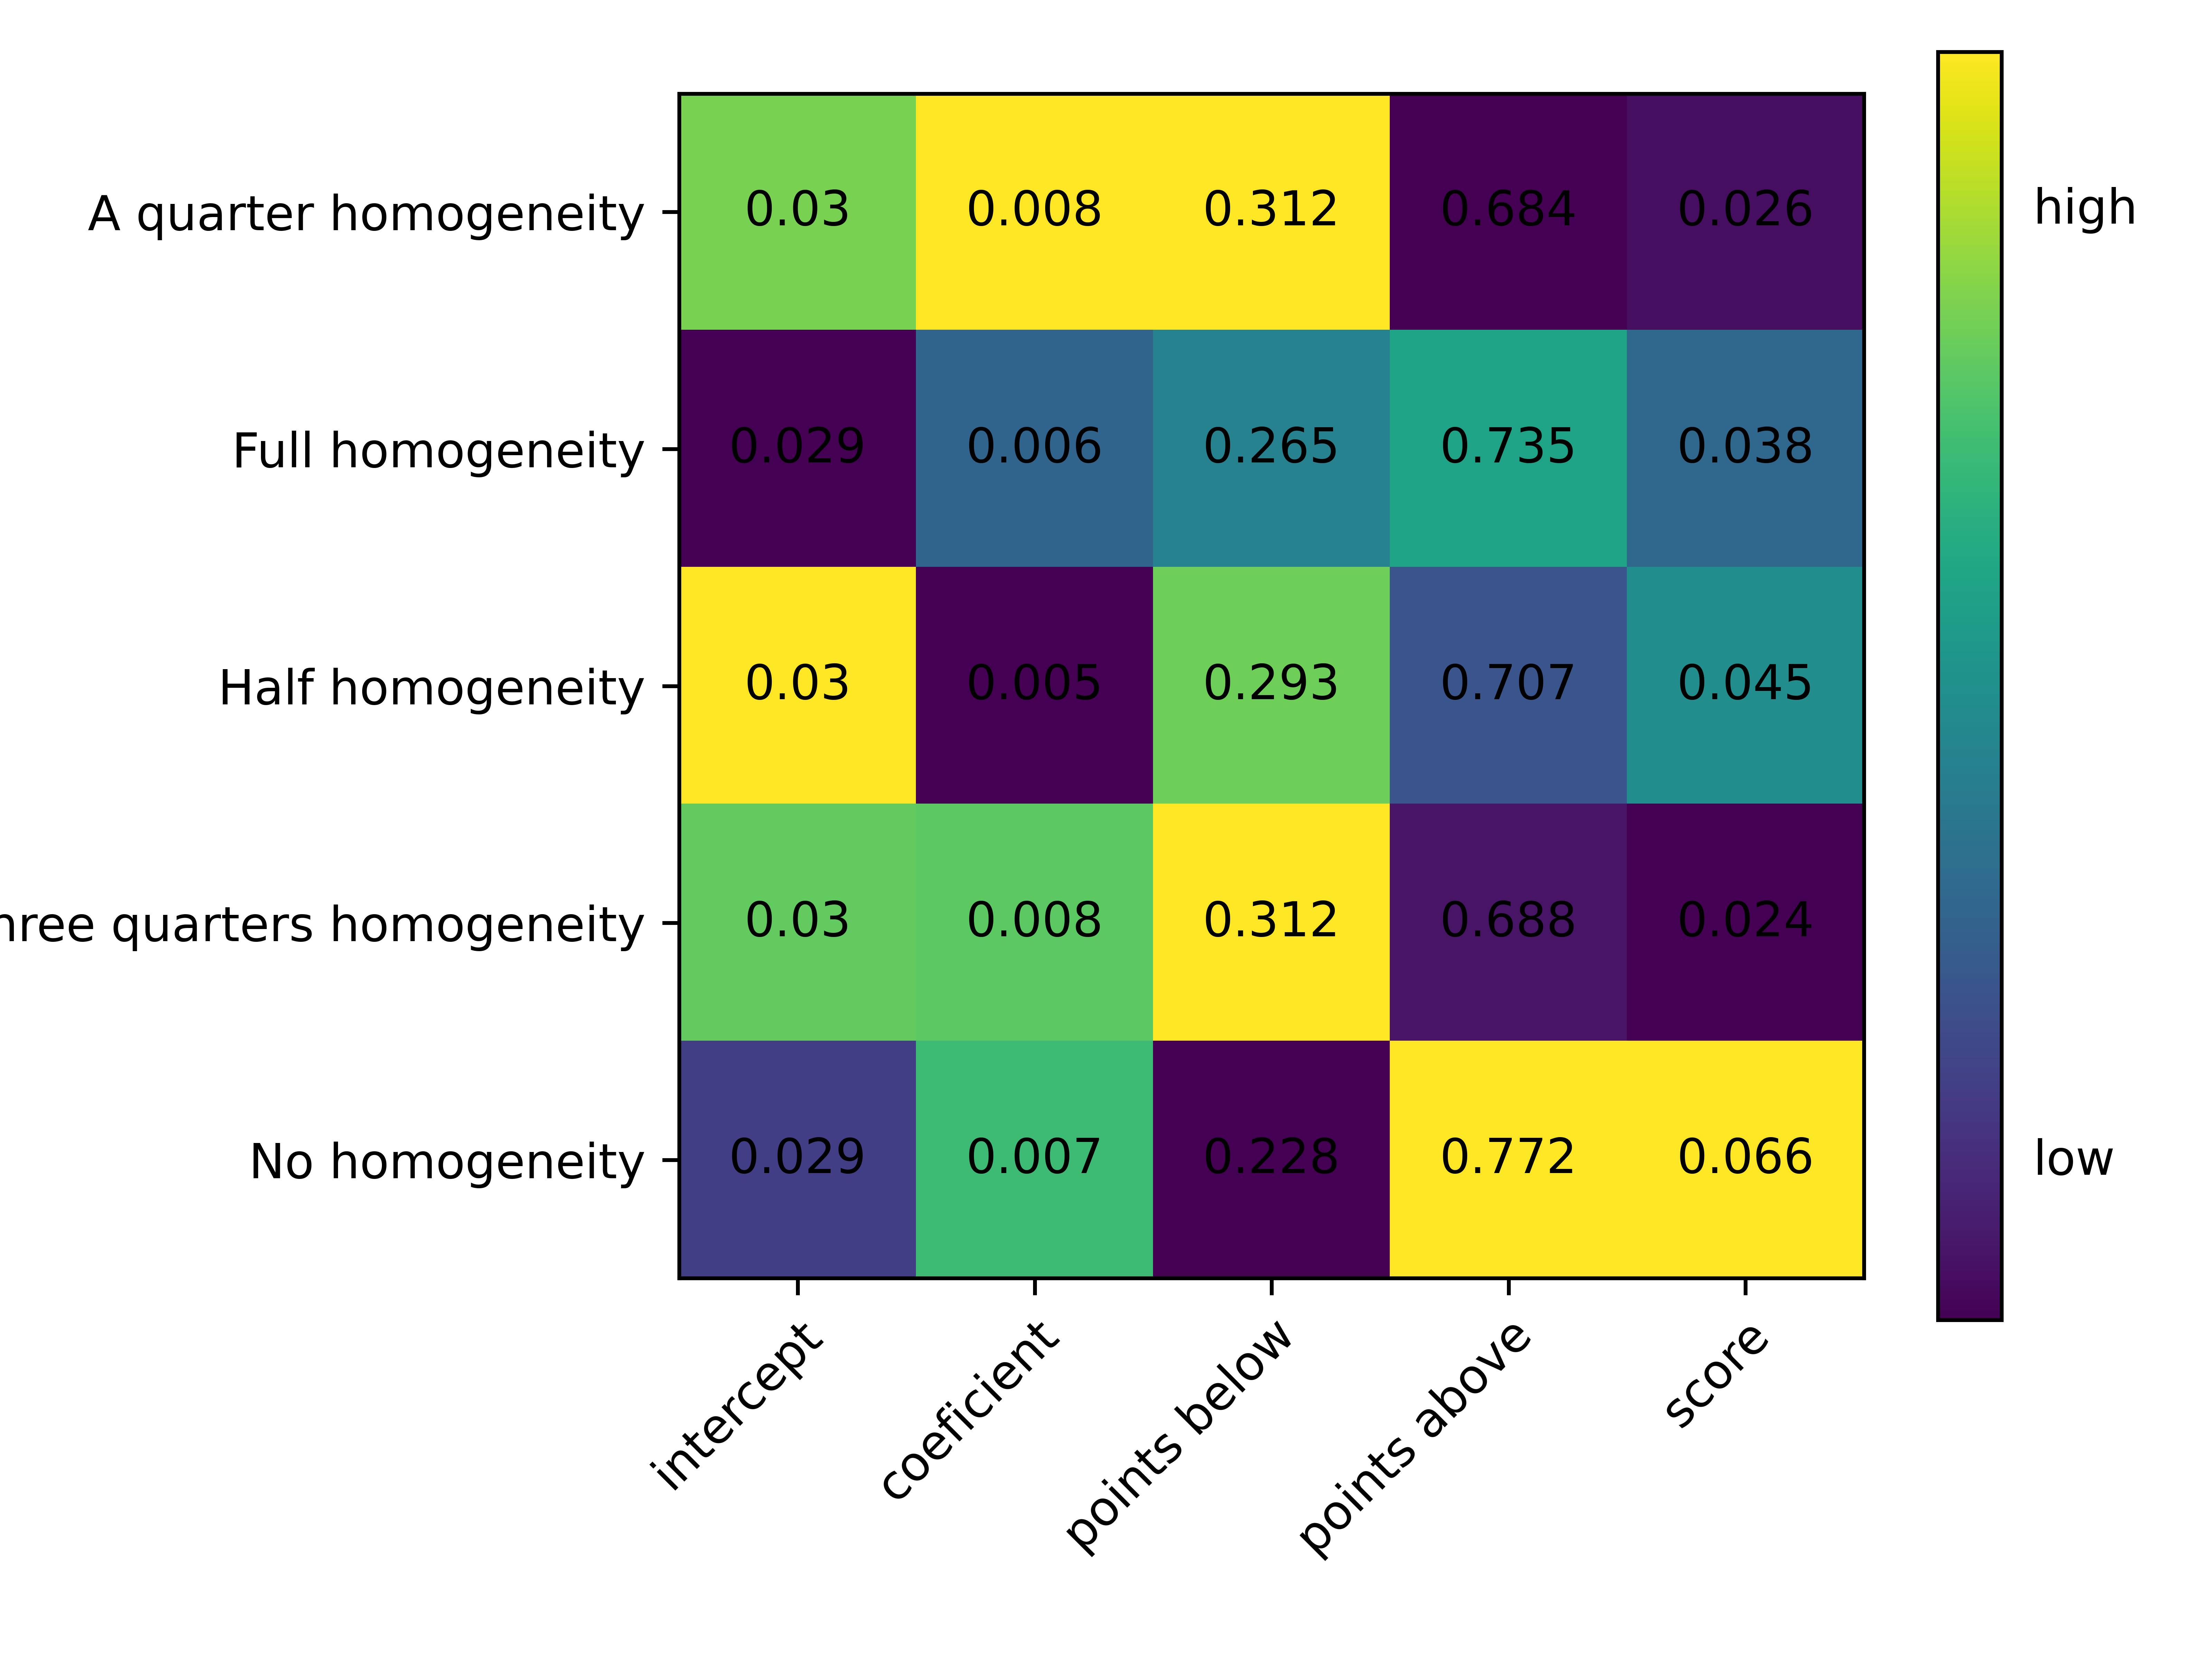 A quarter homogeneity 0.03 0.008 0.312 0.684 0.026 high
Full homogeneity 0.029 0.006 0.265 0.735 0.038
Half homogeneity 0.03 0.005 0.293 0.707 0.045
hree quarters homogeneity 0.03 0.008 0.312 0.688 0.024
No homogeneity 0.029 0.007 0.228 0.772 0.066 low
intercept
coeficient
points below
points above
score